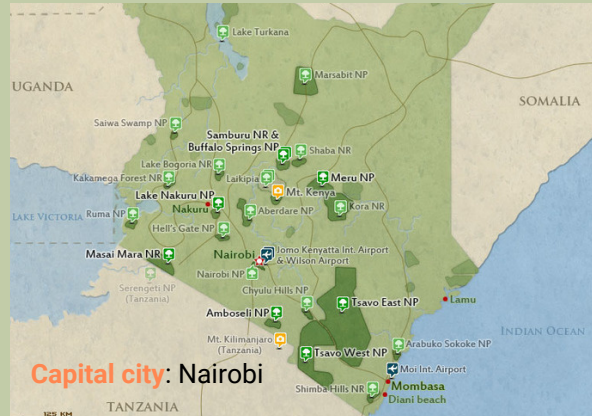 Lake Turkana
Marsabit NP
UGANDA
SOMALIA
Saiwa Swamp NP
Samburu NR &
Buffalo Springs NP
Shaba NR
Lake Bogoria NR
Kakamega Forest NR
Laikipia
Meru NP
Mt. Kenya
Lake Nakuru NP
Nakuru
Aberdare NP
Kora NR
LAKE VICTORIA
Ruma NP
Hell's Gate NP
Masai Mara NR
Nairobi
Jomo Kenyatta Int. Airport
& Wilson Airport
Nairobi NP
Serengeti NP
(Tanzania)
Chyulu Hills NP
Tsavo East NP
Lamu
Amboseli NP
INDIAN OCEAN
Mt. Kilimanjaro
(Tanzania)
Arabuko Sokoke NP
Tsavo West NP
Moi Int. Airport
Capital city: Nairobi
Mombasa
Shimba Hills NR
Diani beach
TANZANIA
125 KM